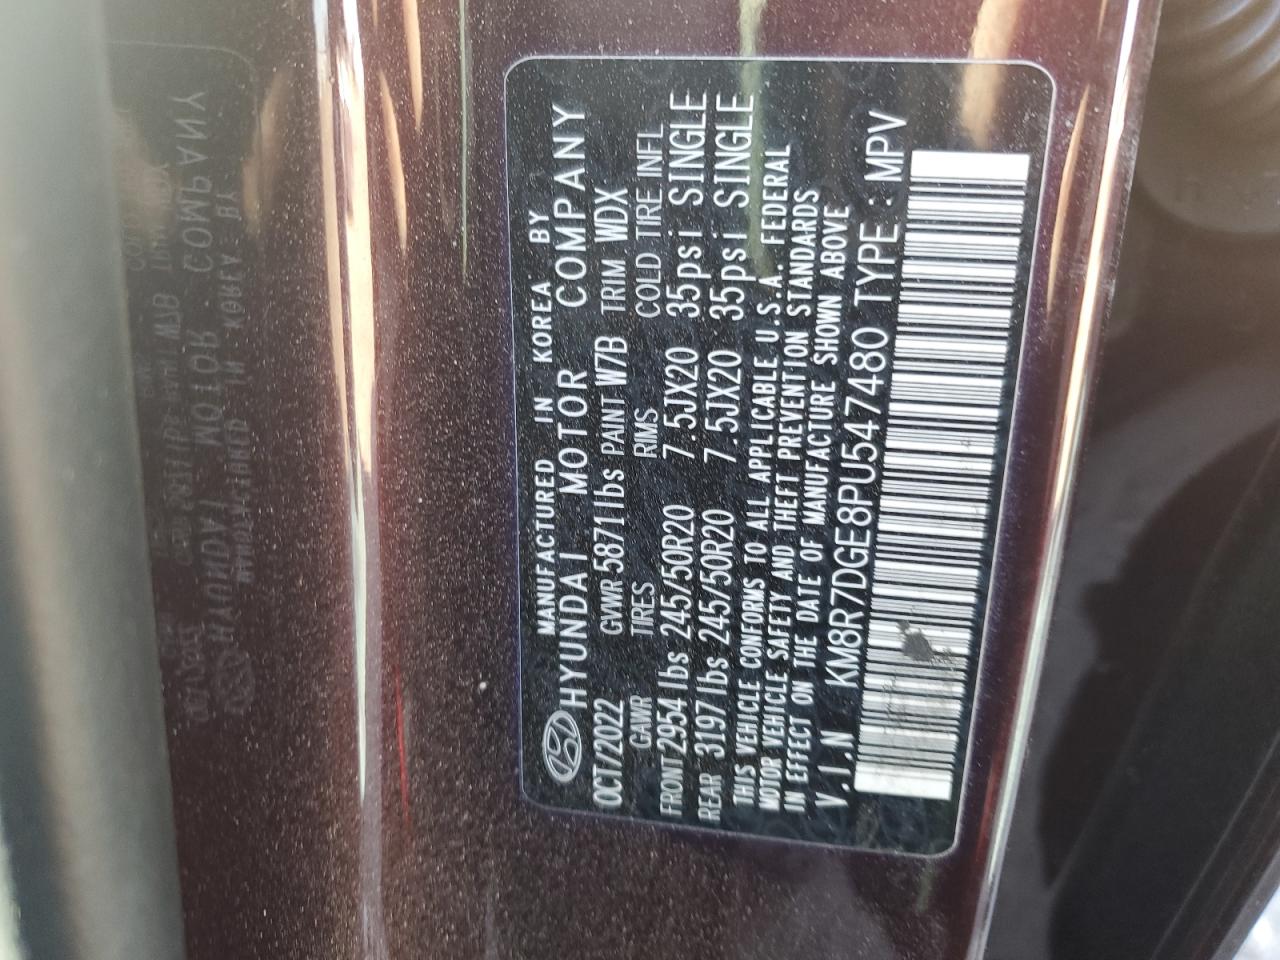 MANUFACTURED IN KOREA BY
HYUNDAI MOTOR COMPANY
OCT/2022 GVWR 5871lbs PAINT W7B TRIM WDX
GAWR TIRES RIMS COLD TIRE INFL
FRONT 2954 lbs 245/50R20 7.5JX20 35psi SINGLE
REAR 3197 lbs 245/50R20 7.5JX20 35psi SINGLE
THIS VEHICLE CONFORMS TO ALL APPLICABLE U.S.A. FEDERAL
MOTOR VEHICLE SAFETY AND THEFT PREVENTION STANDARDS
IN EFFECT ON THE DATE OF MANUFACTURE SHOWN ABOVE
V.I.N KM8R7DGE8PU547480 TYPE : MPV